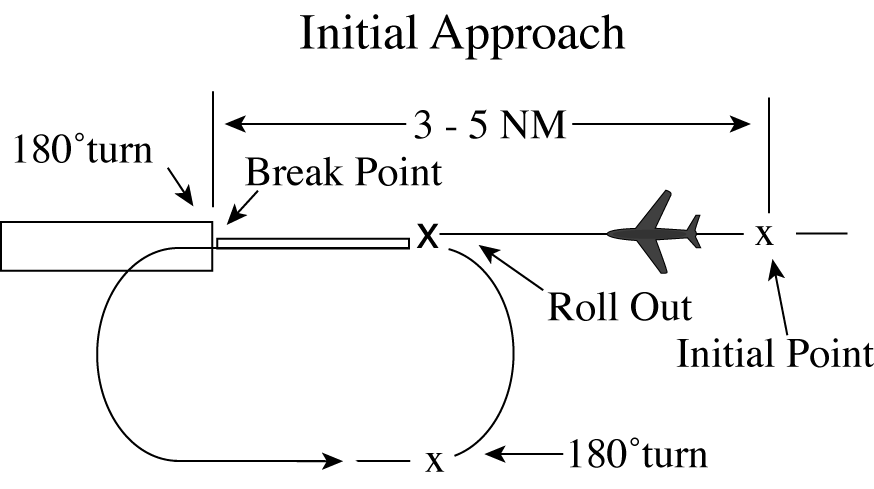 Initial Approach
3 - 5 NM
180°turn
Break Point
X
x
Roll Out
Initial Point
x
180°turn